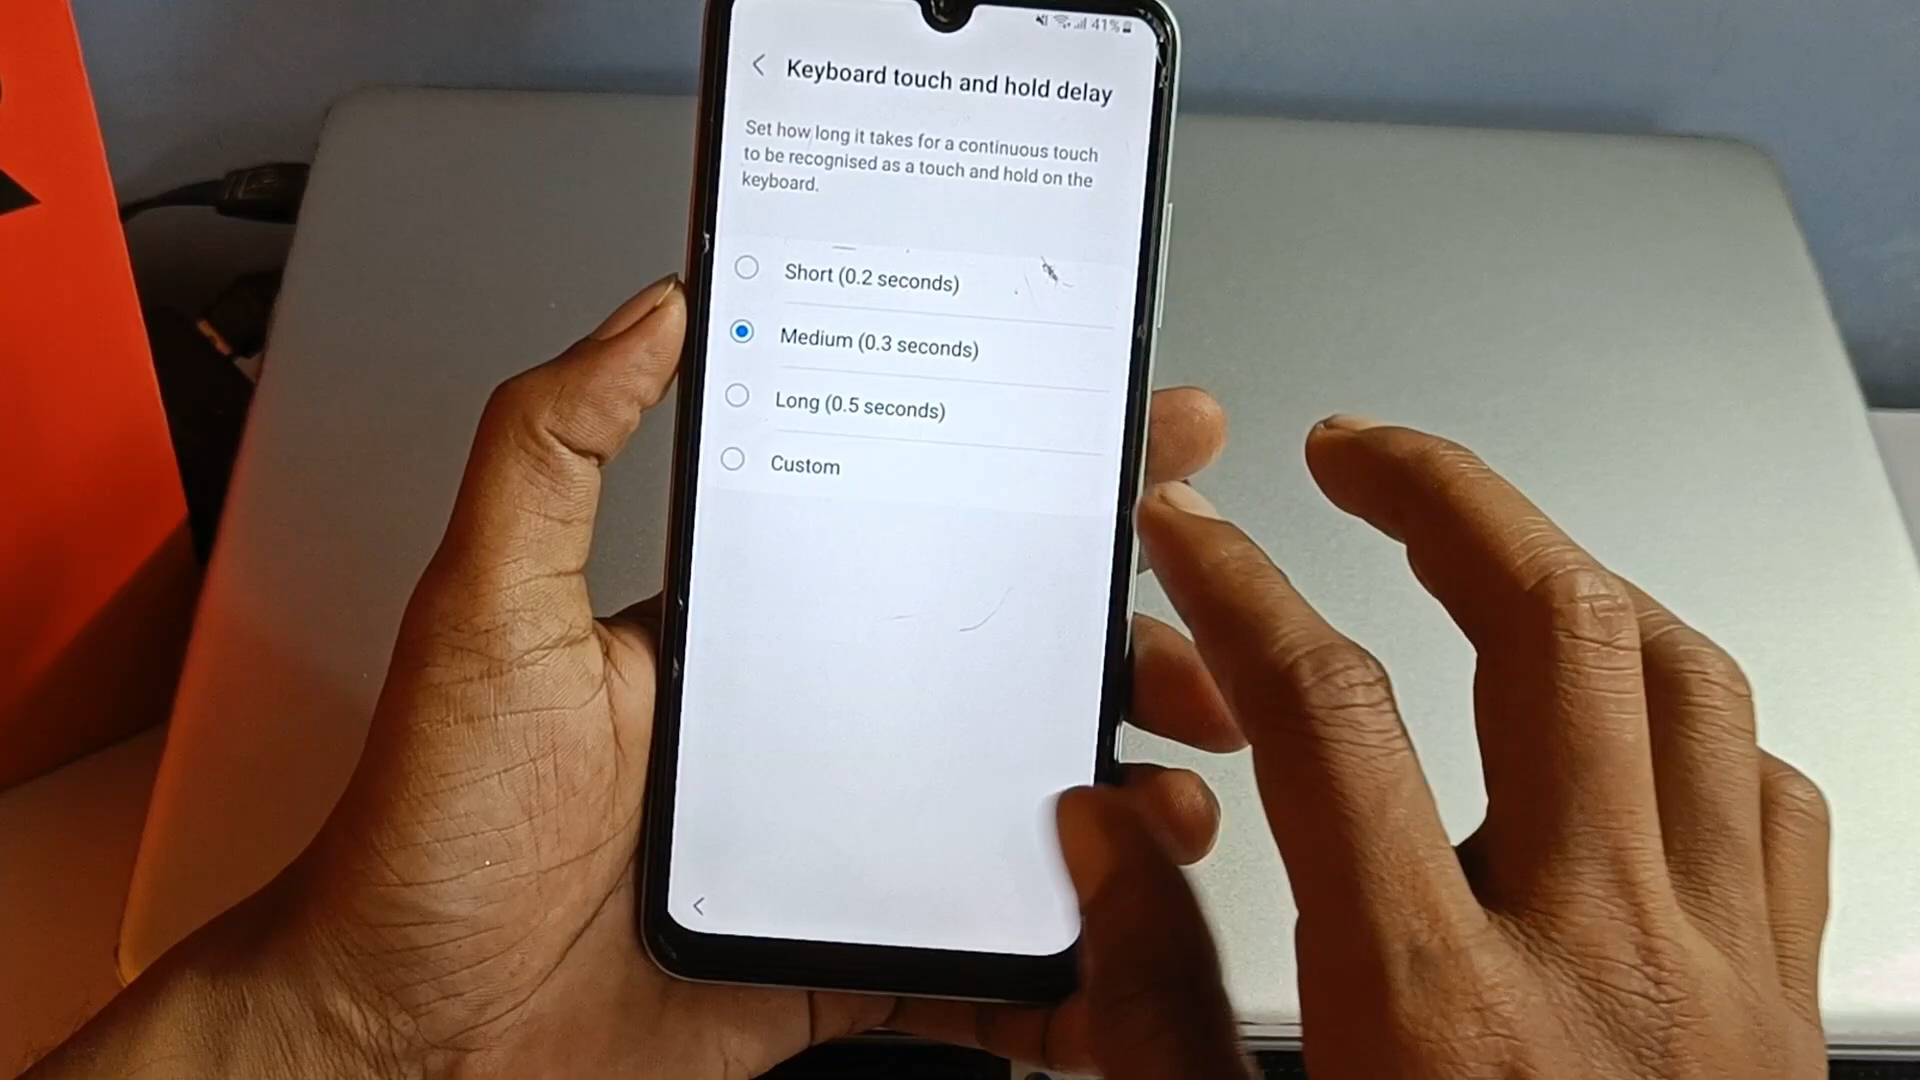 41%
Keyboard touch and hold delay
Set how long it takes for a continuous touch
to be recognised as a touch and hold on the
keyboard.
Short (0.2 seconds)
Medium (0.3 seconds)
Long (0.5 seconds)
Custom